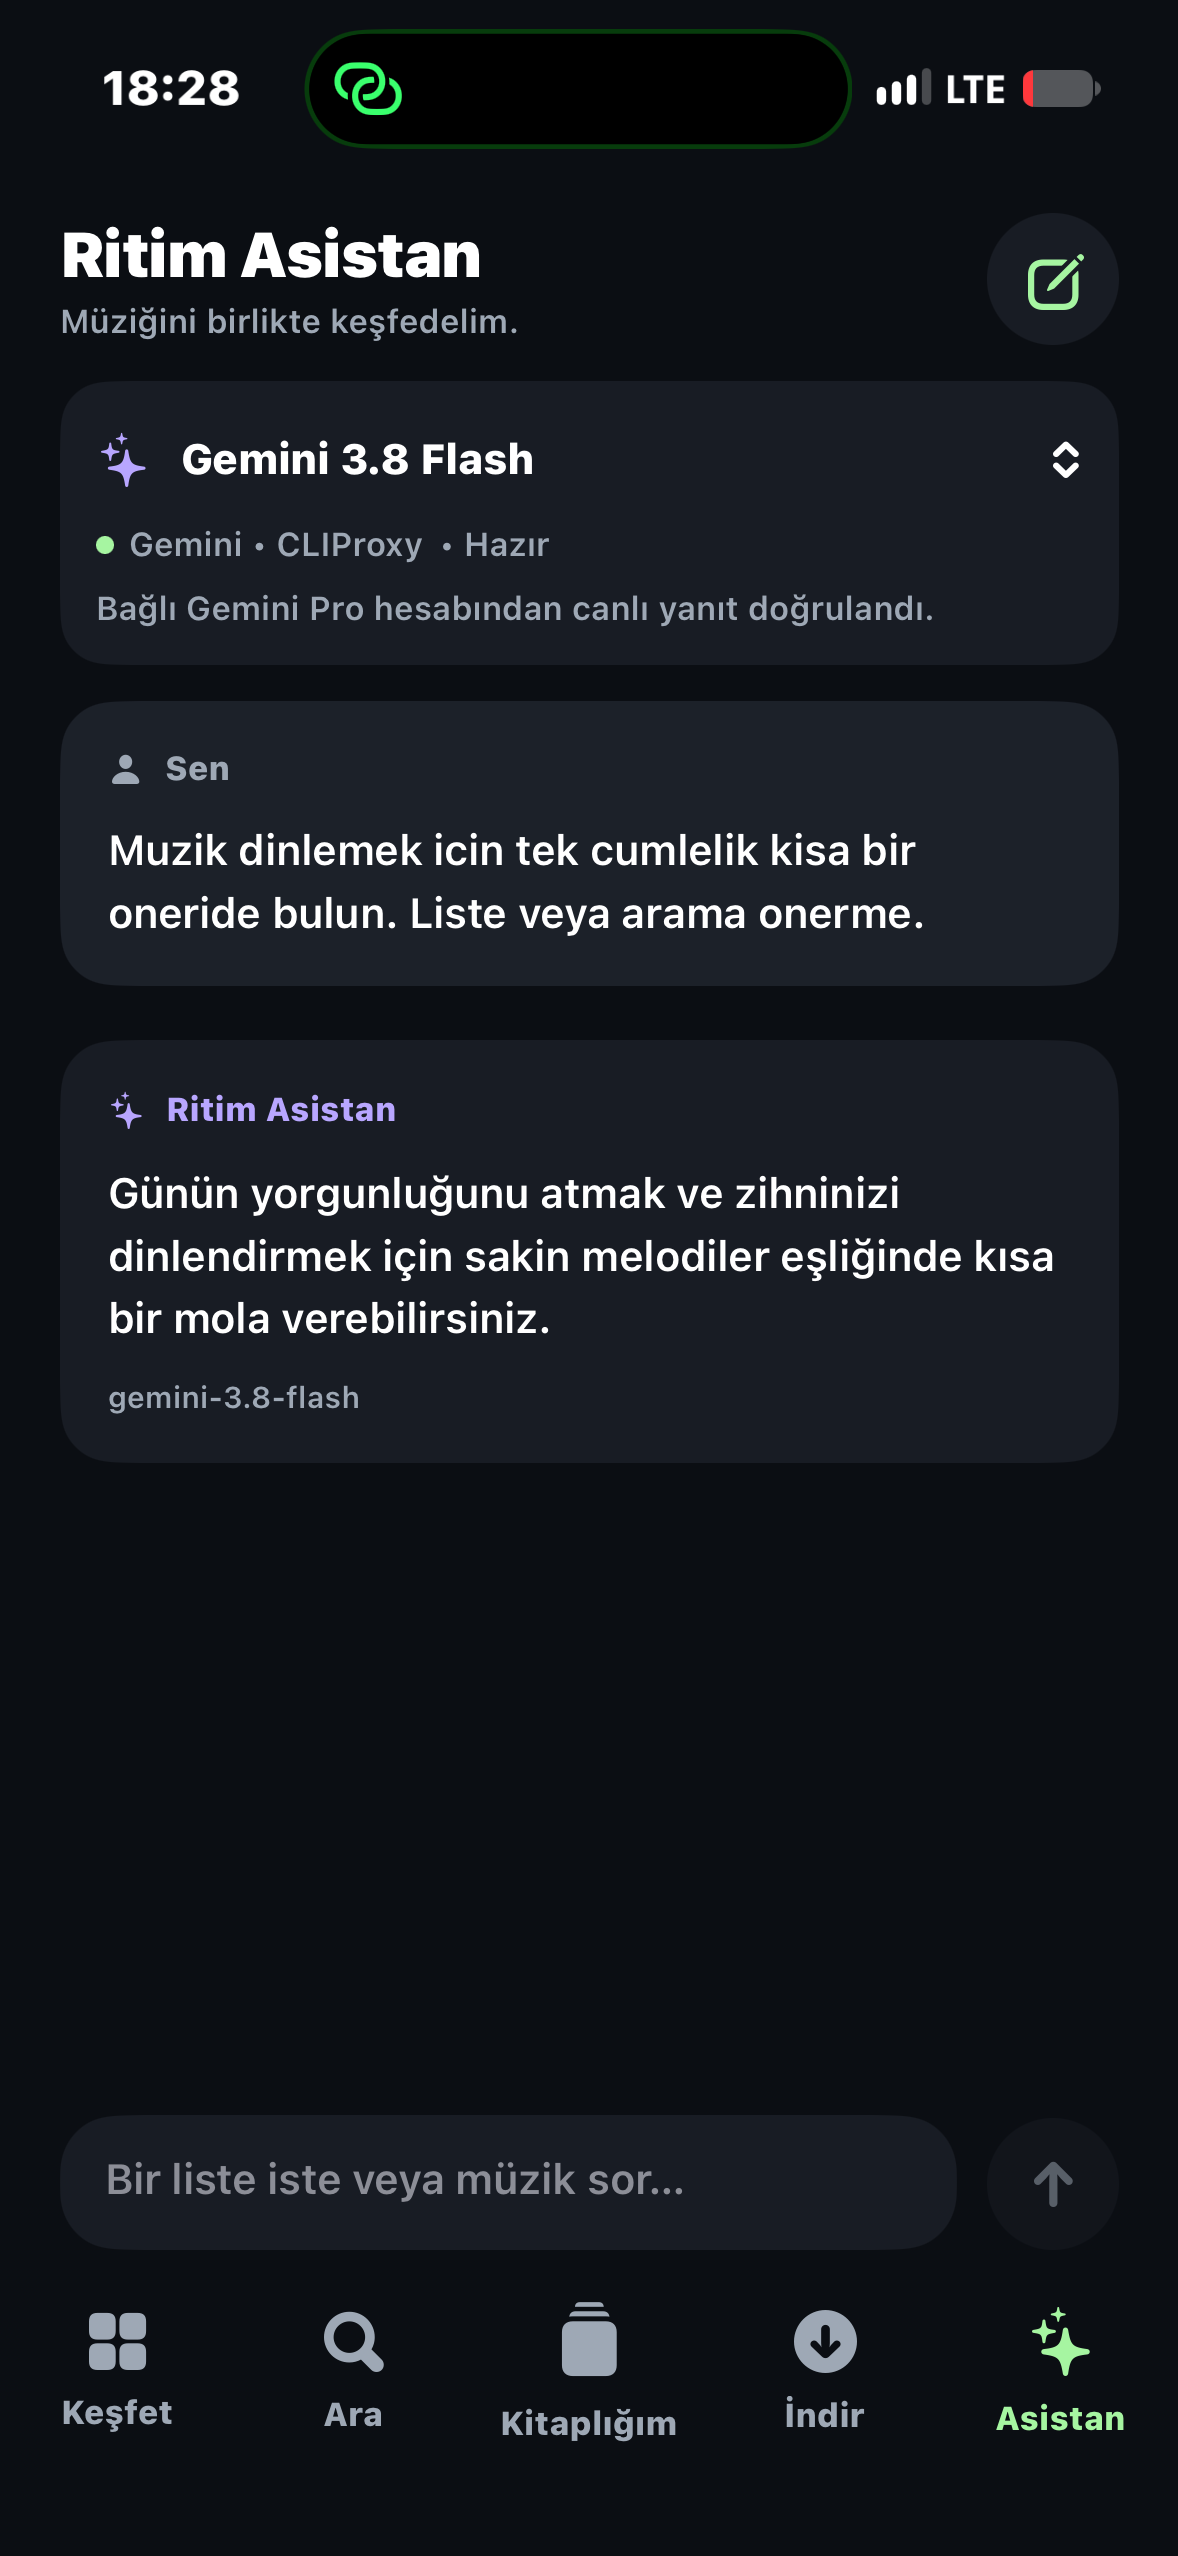 18:28
LTE
Ritim Asistan
Müziğini birlikte keşfedelim.
Gemini 3.8 Flash
Gemini • CLIProxy • Hazır
Bağlı Gemini Pro hesabından canlı yanıt doğrulandı.
Sen
Muzik dinlemek icin tek cumlelik kisa bir
oneride bulun. Liste veya arama onerme.
Ritim Asistan
Günün yorgunluğunu atmak ve zihninizi
dinlendirmek için sakin melodiler eşliğinde kısa
bir mola verebilirsiniz.
gemini-3.8-flash
Bir liste iste veya müzik sor...
Keşfet
Ara
Kitaplığım
İndir
Asistan